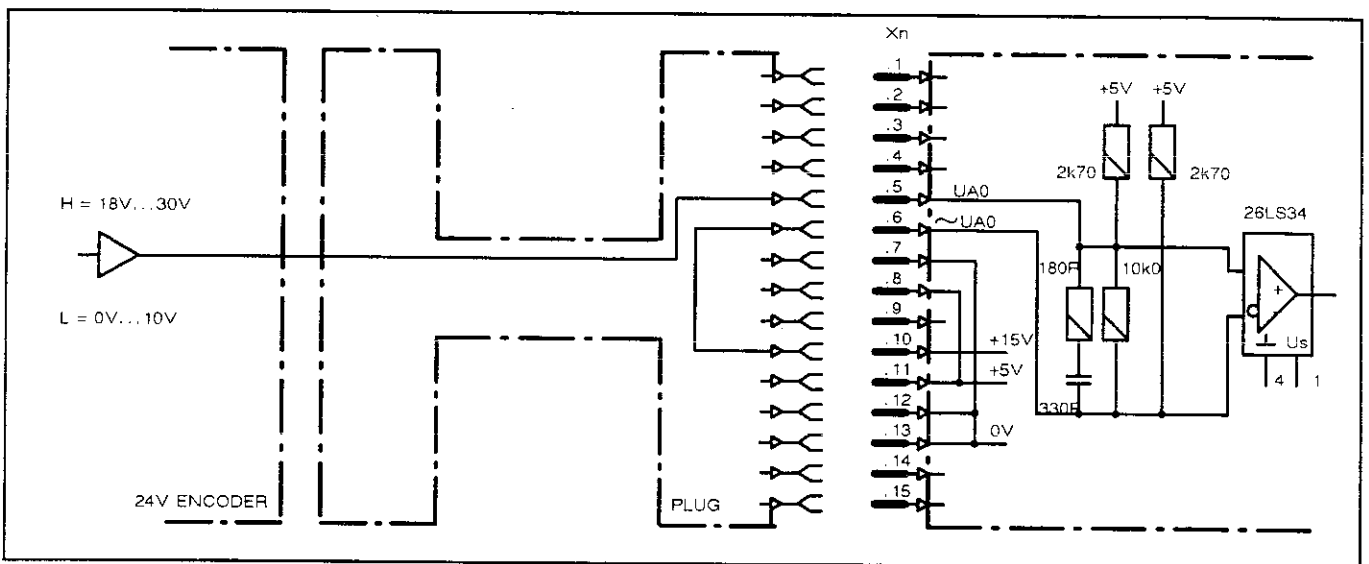 Xn
.1
.2
.3
.4
.5
.6
.7
.8
.9
.10
.11
.12
.13
.14
.15
H = 18V...30V
L = 0V...10V
24V ENCODER
PLUG
UA0
~UA0
+15V
+5V
0V
+5V +5V
2k70 2k70
180R 10k0
330P
26LS34
+
-
Us
4 1